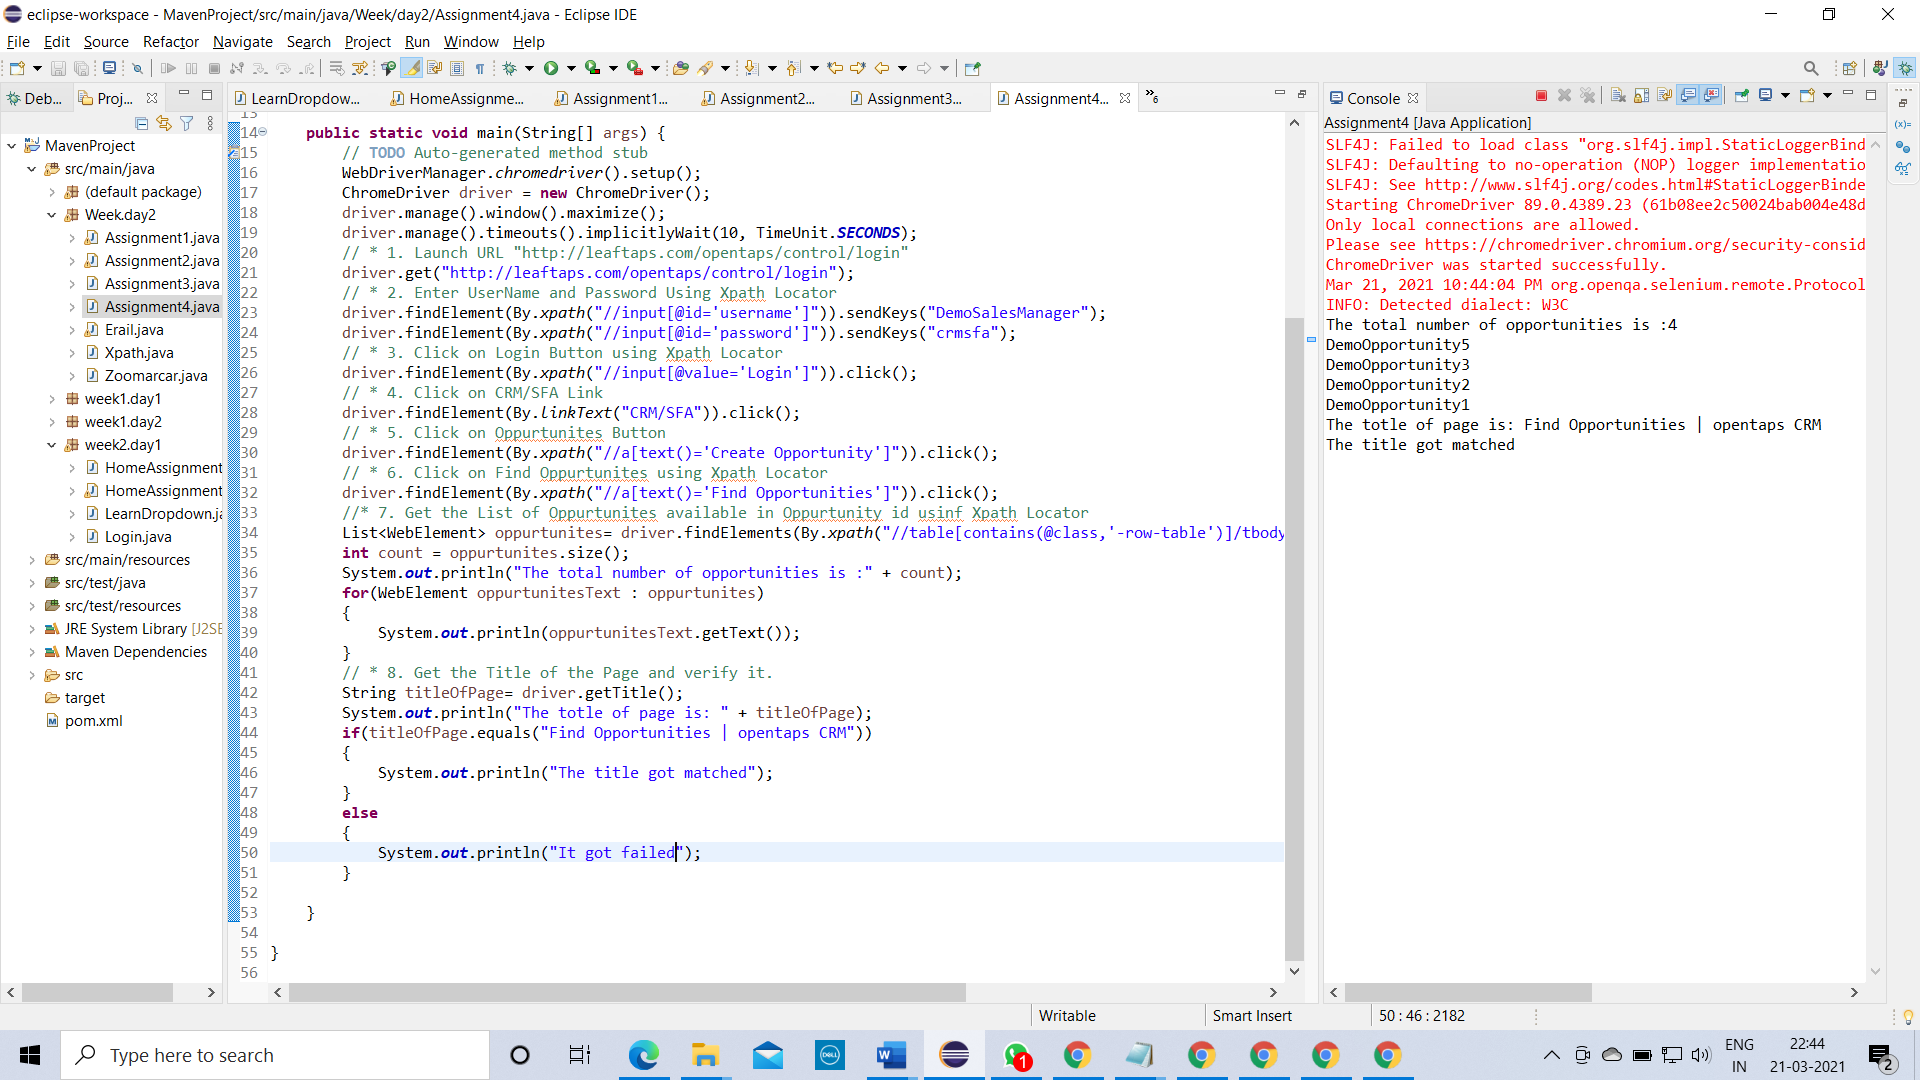 eclipse-workspace - MavenProject/src/main/java/Week/day2/Assignment4.java - Eclipse IDE
File Edit Source Refactor Navigate Search Project Run Window Help
Deb... Proj...
MavenProject
src/main/java
(default package)
Week.day2
Assignment1.java
Assignment2.java
Assignment3.java
Assignment4.java
Erail.java
Xpath.java
Zoomarcar.java
week1.day1
week1.day2
week2.day1
HomeAssignment
HomeAssignment
LearnDropdown.ja
Login.java
src/main/resources
src/test/java
src/test/resources
JRE System Library [J2SE
Maven Dependencies
src
target
pom.xml
LearnDropdow... HomeAssignme... Assignment1... Assignment2... Assignment3... Assignment4... »6
13
14 public static void main(String[] args) {
15 // TODO Auto-generated method stub
16 WebDriverManager.chromedriver().setup();
17 ChromeDriver driver = new ChromeDriver();
18 driver.manage().window().maximize();
19 driver.manage().timeouts().implicitlyWait(10, TimeUnit.SECONDS);
20 // * 1. Launch URL "http://leaftaps.com/opentaps/control/login"
21 driver.get("http://leaftaps.com/opentaps/control/login");
22 // * 2. Enter UserName and Password Using Xpath Locator
23 driver.findElement(By.xpath("//input[@id='username']")).sendKeys("DemoSalesManager");
24 driver.findElement(By.xpath("//input[@id='password']")).sendKeys("crmsfa");
25 // * 3. Click on Login Button using Xpath Locator
26 driver.findElement(By.xpath("//input[@value='Login']")).click();
27 // * 4. Click on CRM/SFA Link
28 driver.findElement(By.linkText("CRM/SFA")).click();
29 // * 5. Click on Oppurtunites Button
30 driver.findElement(By.xpath("//a[text()='Create Opportunity']")).click();
31 // * 6. Click on Find Oppurtunites using Xpath Locator
32 driver.findElement(By.xpath("//a[text()='Find Opportunities']")).click();
33 //* 7. Get the List of Oppurtunites available in Oppurtunity id usinf Xpath Locator
34 List<WebElement> oppurtunites= driver.findElements(By.xpath("//table[contains(@class,'-row-table')]/tbody
35 int count = oppurtunites.size();
36 System.out.println("The total number of opportunities is :" + count);
37 for(WebElement oppurtunitesText : oppurtunites)
38 {
39 System.out.println(oppurtunitesText.getText());
40 }
41 // * 8. Get the Title of the Page and verify it.
42 String titleOfPage= driver.getTitle();
43 System.out.println("The totle of page is: " + titleOfPage);
44 if(titleOfPage.equals("Find Opportunities | opentaps CRM"))
45 {
46 System.out.println("The title got matched");
47 }
48 else
49 {
50 System.out.println("It got failed");
51 }
52
53 }
54
55 }
56
Console
Assignment4 [Java Application]
SLF4J: Failed to load class "org.slf4j.impl.StaticLoggerBind
SLF4J: Defaulting to no-operation (NOP) logger implementatio
SLF4J: See http://www.slf4j.org/codes.html#StaticLoggerBinde
Starting ChromeDriver 89.0.4389.23 (61b08ee2c50024bab004e48d
Only local connections are allowed.
Please see https://chromedriver.chromium.org/security-consid
ChromeDriver was started successfully.
Mar 21, 2021 10:44:04 PM org.openqa.selenium.remote.Protocol
INFO: Detected dialect: W3C
The total number of opportunities is :4
DemoOpportunity5
DemoOpportunity3
DemoOpportunity2
DemoOpportunity1
The totle of page is: Find Opportunities | opentaps CRM
The title got matched
Writable Smart Insert 50 : 46 : 2182
Type here to search
DELL
W
1
ENG
IN
22:44
21-03-2021
2